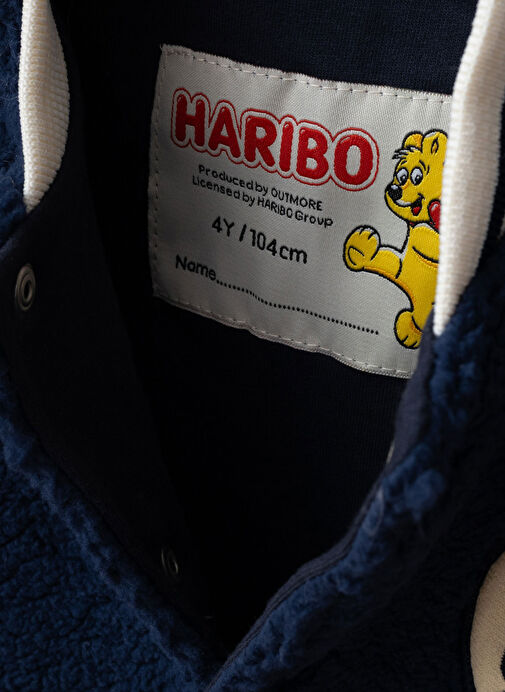 HARIBO
Produced by OUTMORE
Licensed by HARIBO Group
4Y / 104cm
Name........................................